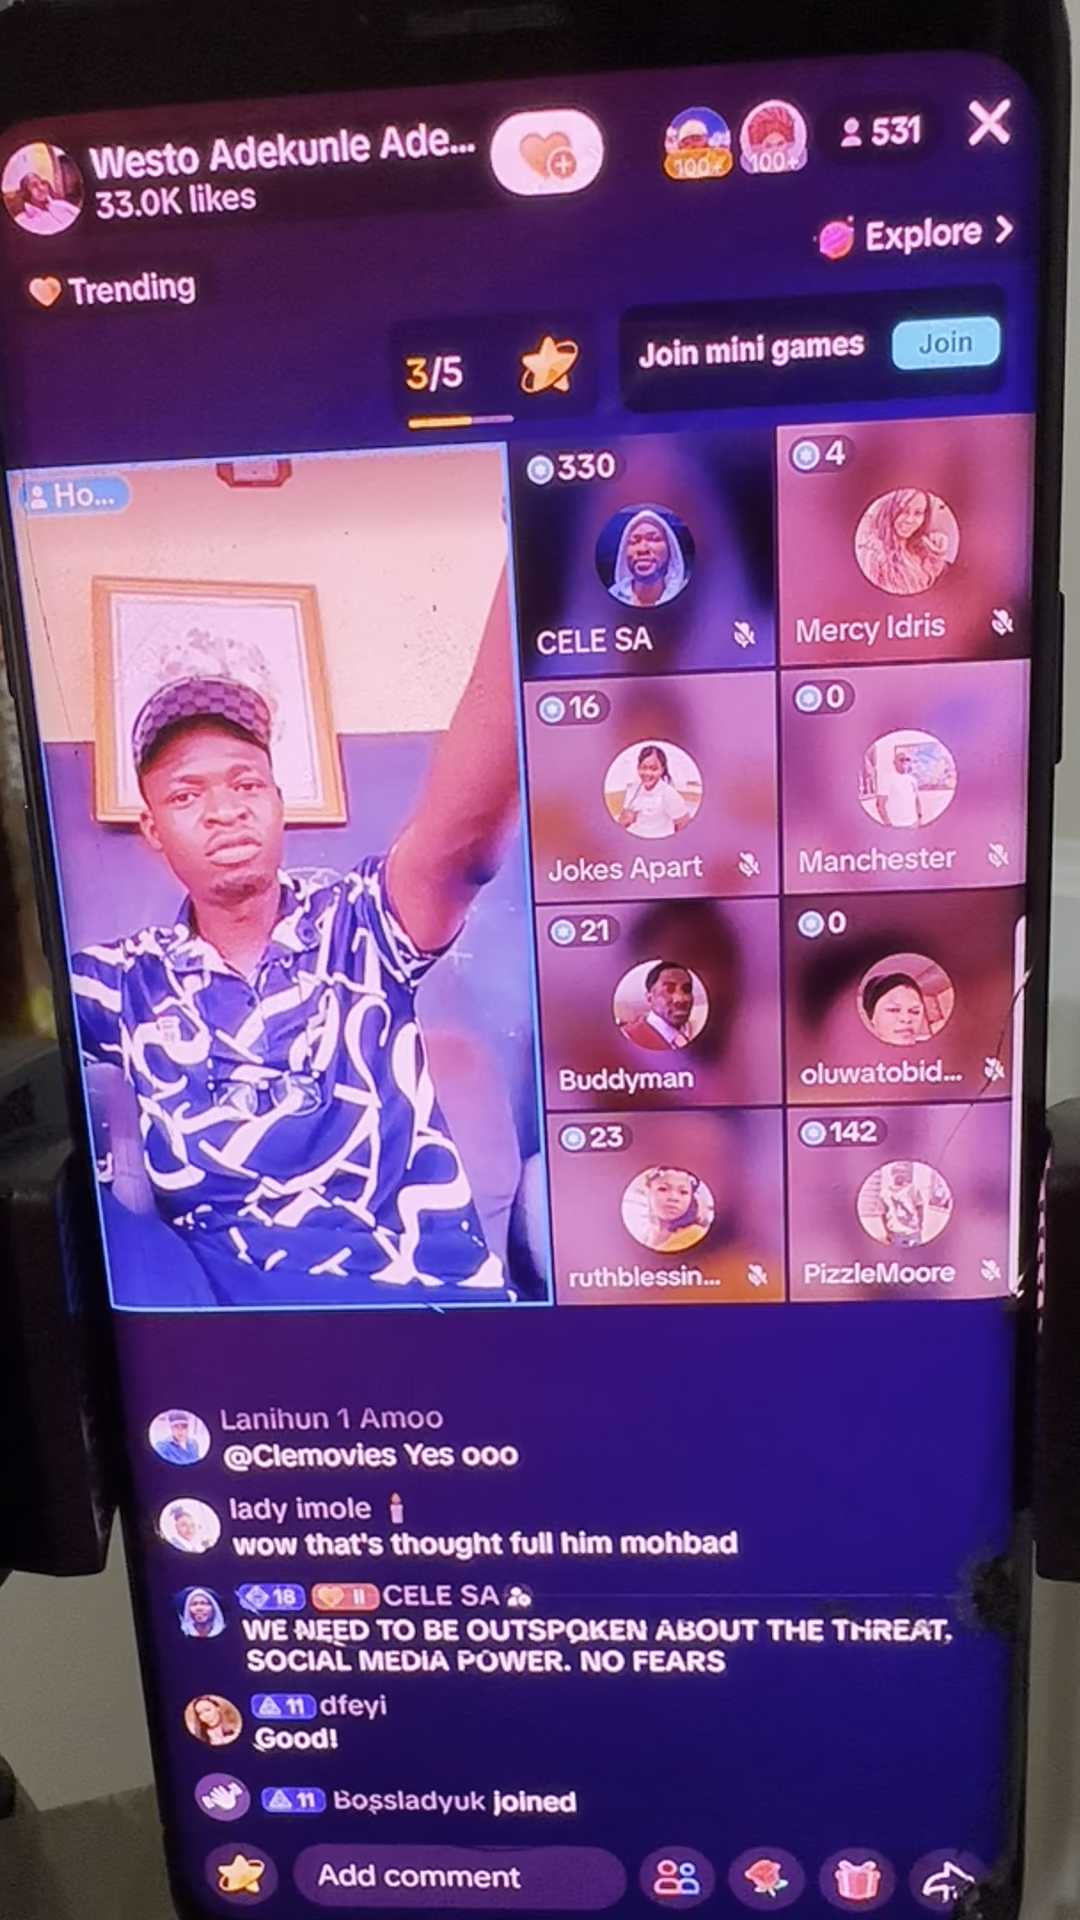 Westo Adekunle Ade...
33.0K likes
100+
100+
531
Explore >
Trending
3/5
Join mini games
Join
Ho...
330
CELE SA
4
Mercy Idris
16
Jokes Apart
0
Manchester
21
Buddyman
0
oluwatobid...
23
ruthblessin...
142
PizzleMoore
Lanihun 1 Amoo
@Clemovies Yes ooo
lady imole
wow that's thought full him mohbad
18 II CELE SA
WE NEED TO BE OUTSPOKEN ABOUT THE THREAT,
SOCIAL MEDIA POWER. NO FEARS
11 dfeyi
Good!
11 Bossladyuk joined
Add comment